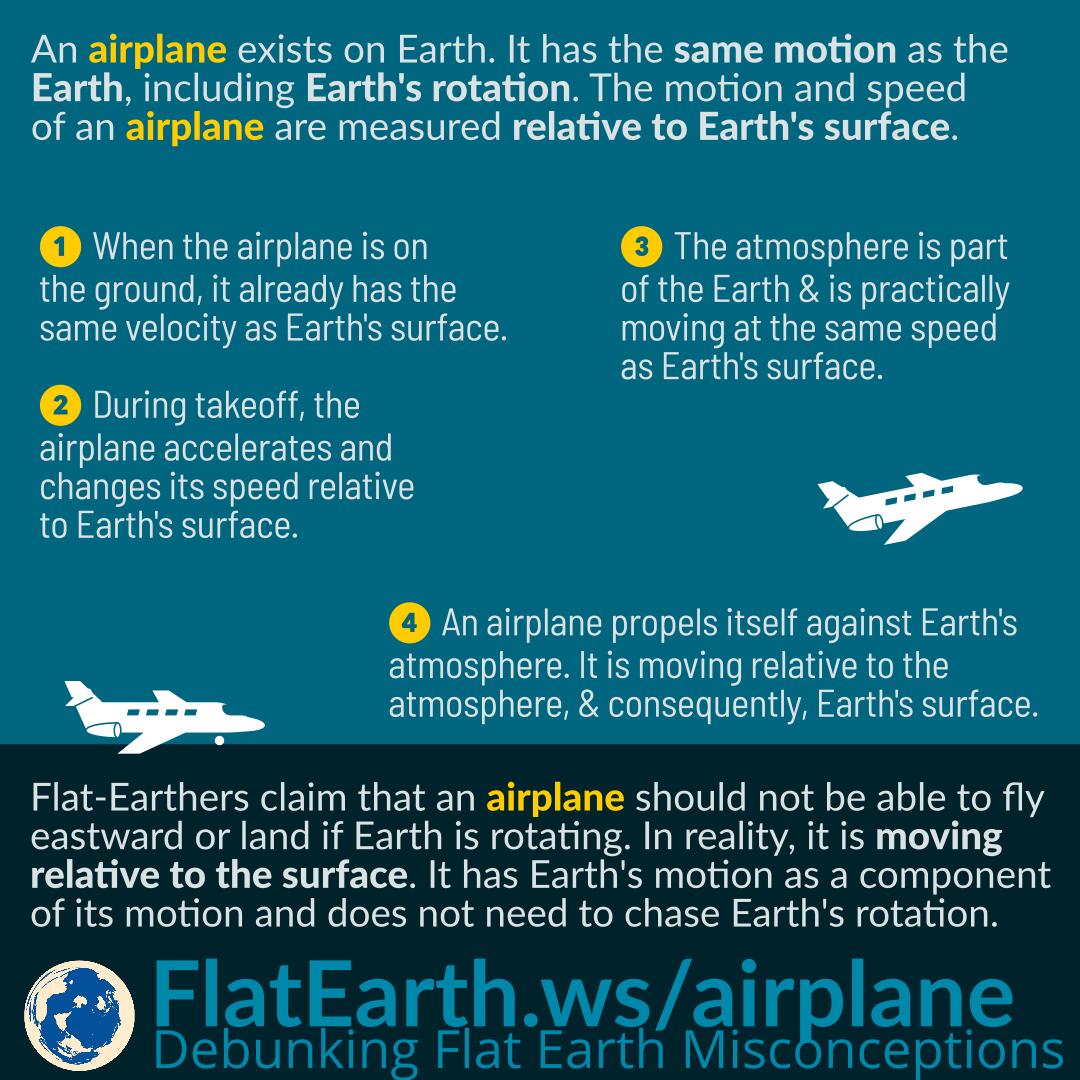 An airplane exists on Earth. It has the same motion as the
Earth, including Earth's rotation. The motion and speed
of an airplane are measured relative to Earth's surface.
1 When the airplane is on
the ground, it already has the
same velocity as Earth's surface.
2 During takeoff, the
airplane accelerates and
changes its speed relative
to Earth's surface.
3 The atmosphere is part
of the Earth & is practically
moving at the same speed
as Earth's surface.
4 An airplane propels itself against Earth's
atmosphere. It is moving relative to the
atmosphere, & consequently, Earth's surface.
Flat-Earthers claim that an airplane should not be able to fly
eastward or land if Earth is rotating. In reality, it is moving
relative to the surface. It has Earth's motion as a component
of its motion and does not need to chase Earth's rotation.
FlatEarth.ws/airplane
Debunking Flat Earth Misconceptions